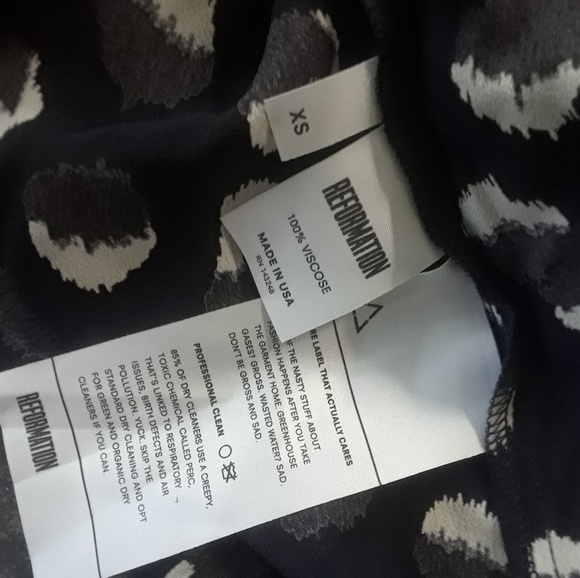 XS
REFORMATION
100% VISCOSE
MADE IN USA
RN 143248
RE LABEL THAT ACTUALLY CARES
F THE NASTY STUFF ABOUT
FASHION HAPPENS AFTER YOU TAKE
THE GARMENT HOME. GREENHOUSE
GASES? GROSS. WASTED WATER? SAD.
DON'T BE GROSS AND SAD.
PROFESSIONAL CLEAN
85% OF DRY CLEANERS USE A CREEPY,
TOXIC CHEMICAL CALLED PERC,
THAT'S LINKED TO RESPIRATORY
ISSUES, BIRTH DEFECTS AND AIR
POLLUTION. YUCK. SKIP THE
STANDARD DRY CLEANING AND OPT
FOR GREEN AND ORGANIC DRY
CLEANERS IF YOU CAN.
REFORMATION